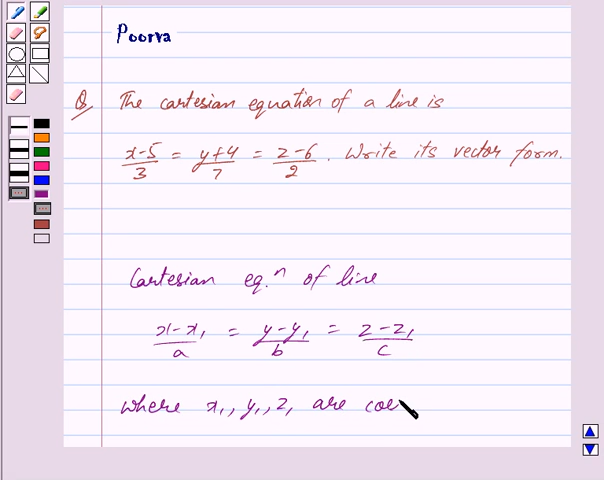 Poorva
Q The cartesian equation of a line is
x-5/3 = y+4/7 = z-6/2 . Write its vector form.
Cartesian eq.ⁿ of line
x-x₁/a = y-y₁/b = z-z₁/c
where x₁, y₁, z₁ are coe